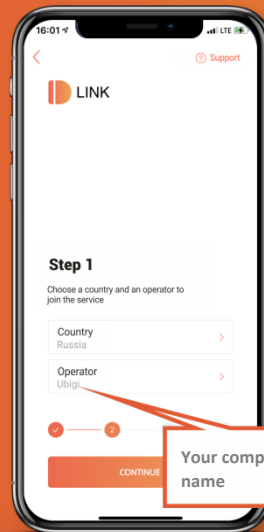 16:01
LTE
Support
LINK
Step 1
Choose a country and an operator to
join the service
Country
Russia
Operator
Ubigi
2
CONTINUE
Your comp
name